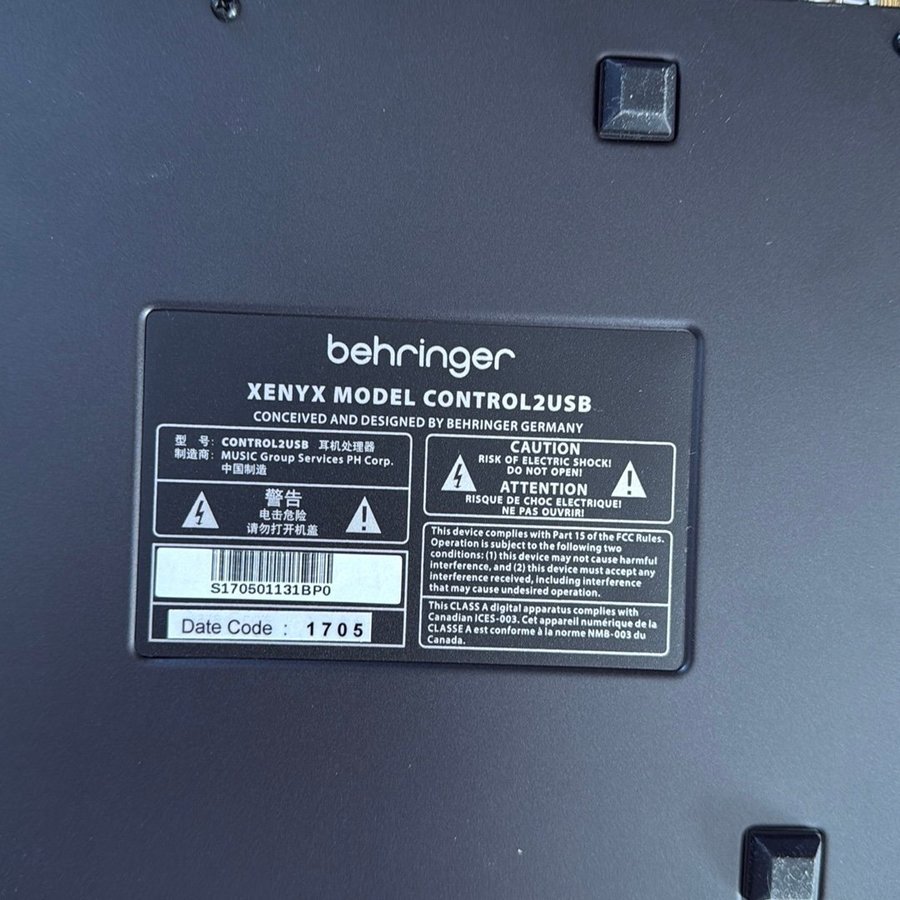 behringer
XENYX MODEL CONTROL2USB
CONCEIVED AND DESIGNED BY BEHRINGER GERMANY
型 号: CONTROL2USB 耳机处理器
制造商: MUSIC Group Services PH Corp.
中国制造
警告
电击危险
请勿打开机盖
S170501131BP0
Date Code : 1705
CAUTION
RISK OF ELECTRIC SHOCK!
DO NOT OPEN!
ATTENTION
RISQUE DE CHOC ELECTRIQUE!
NE PAS OUVRIR!
This device complies with Part 15 of the FCC Rules.
Operation is subject to the following two
conditions: (1) this device may not cause harmful
interference, and (2) this device must accept any
interference received, including interference
that may cause undesired operation.
This CLASS A digital apparatus complies with
Canadian ICES-003. Cet appareil numérique de la
CLASSE A est conforme à la norme NMB-003 du
Canada.